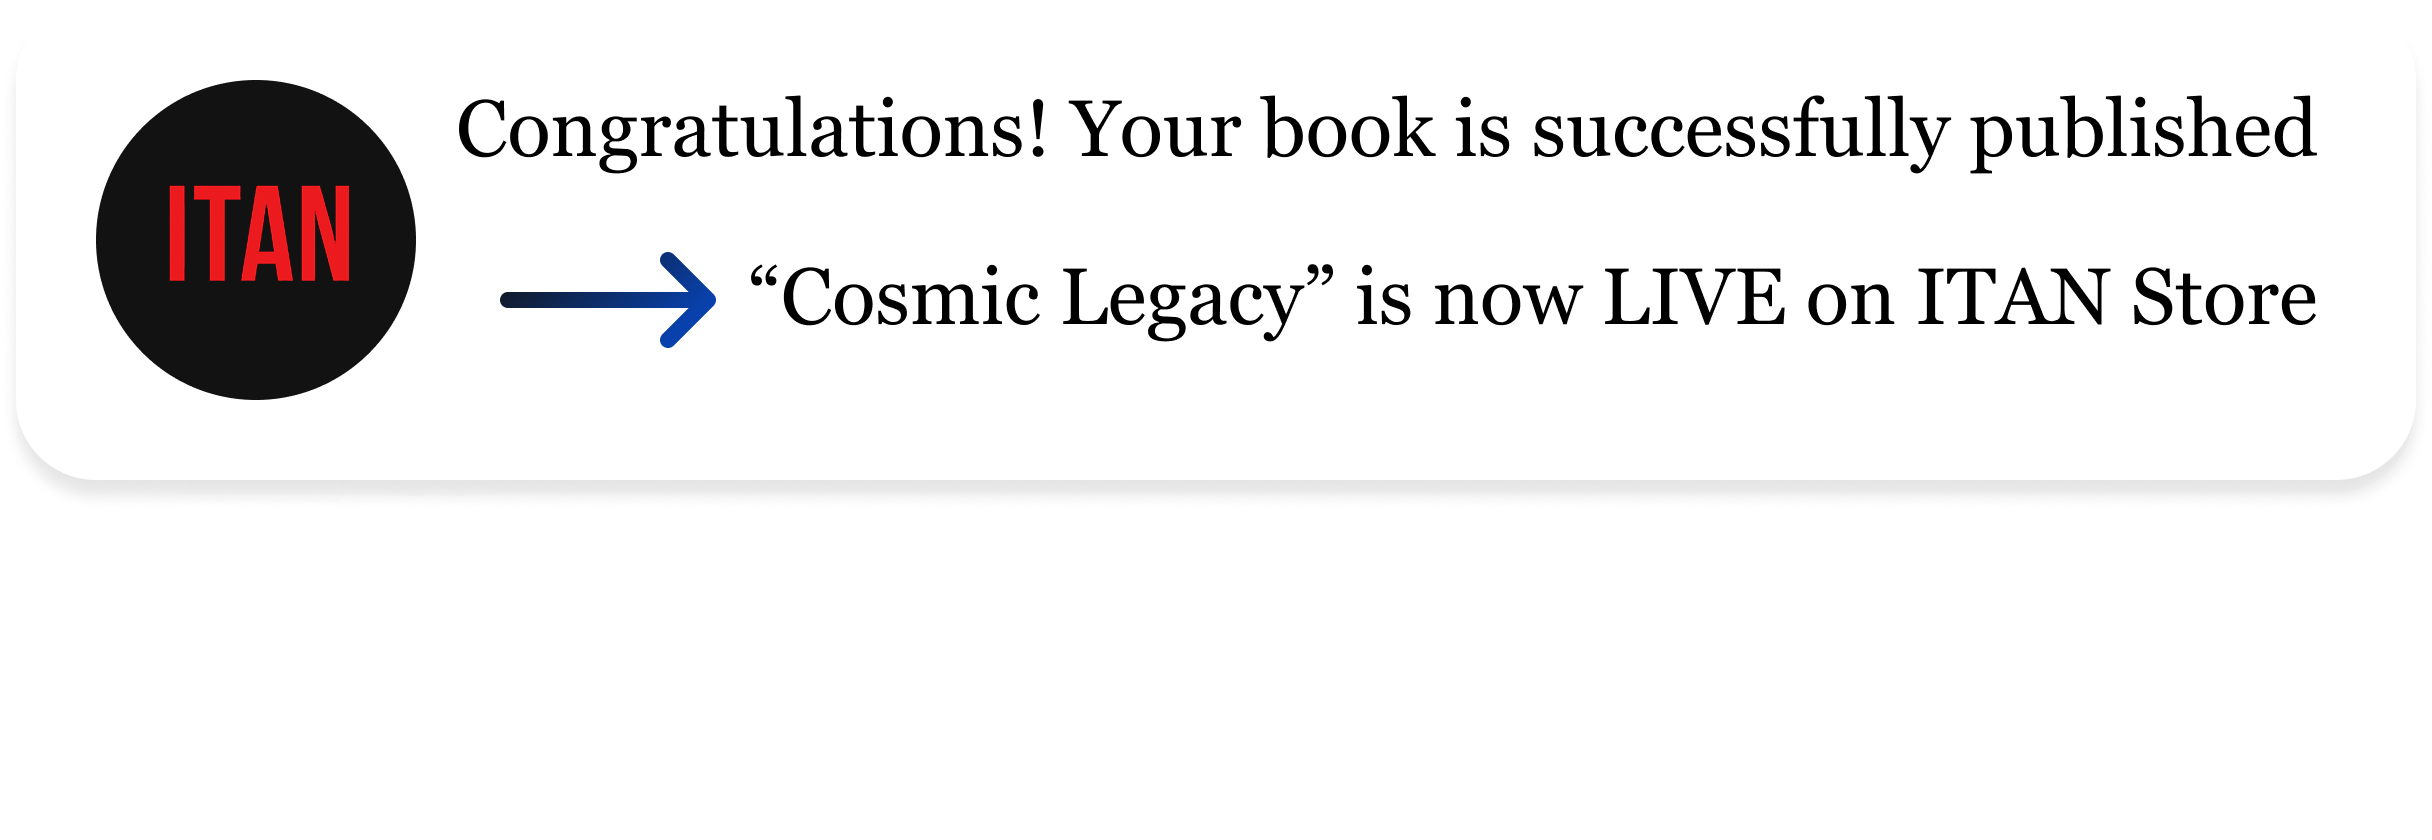 ITAN
Congratulations! Your book is successfully published
“Cosmic Legacy” is now LIVE on ITAN Store